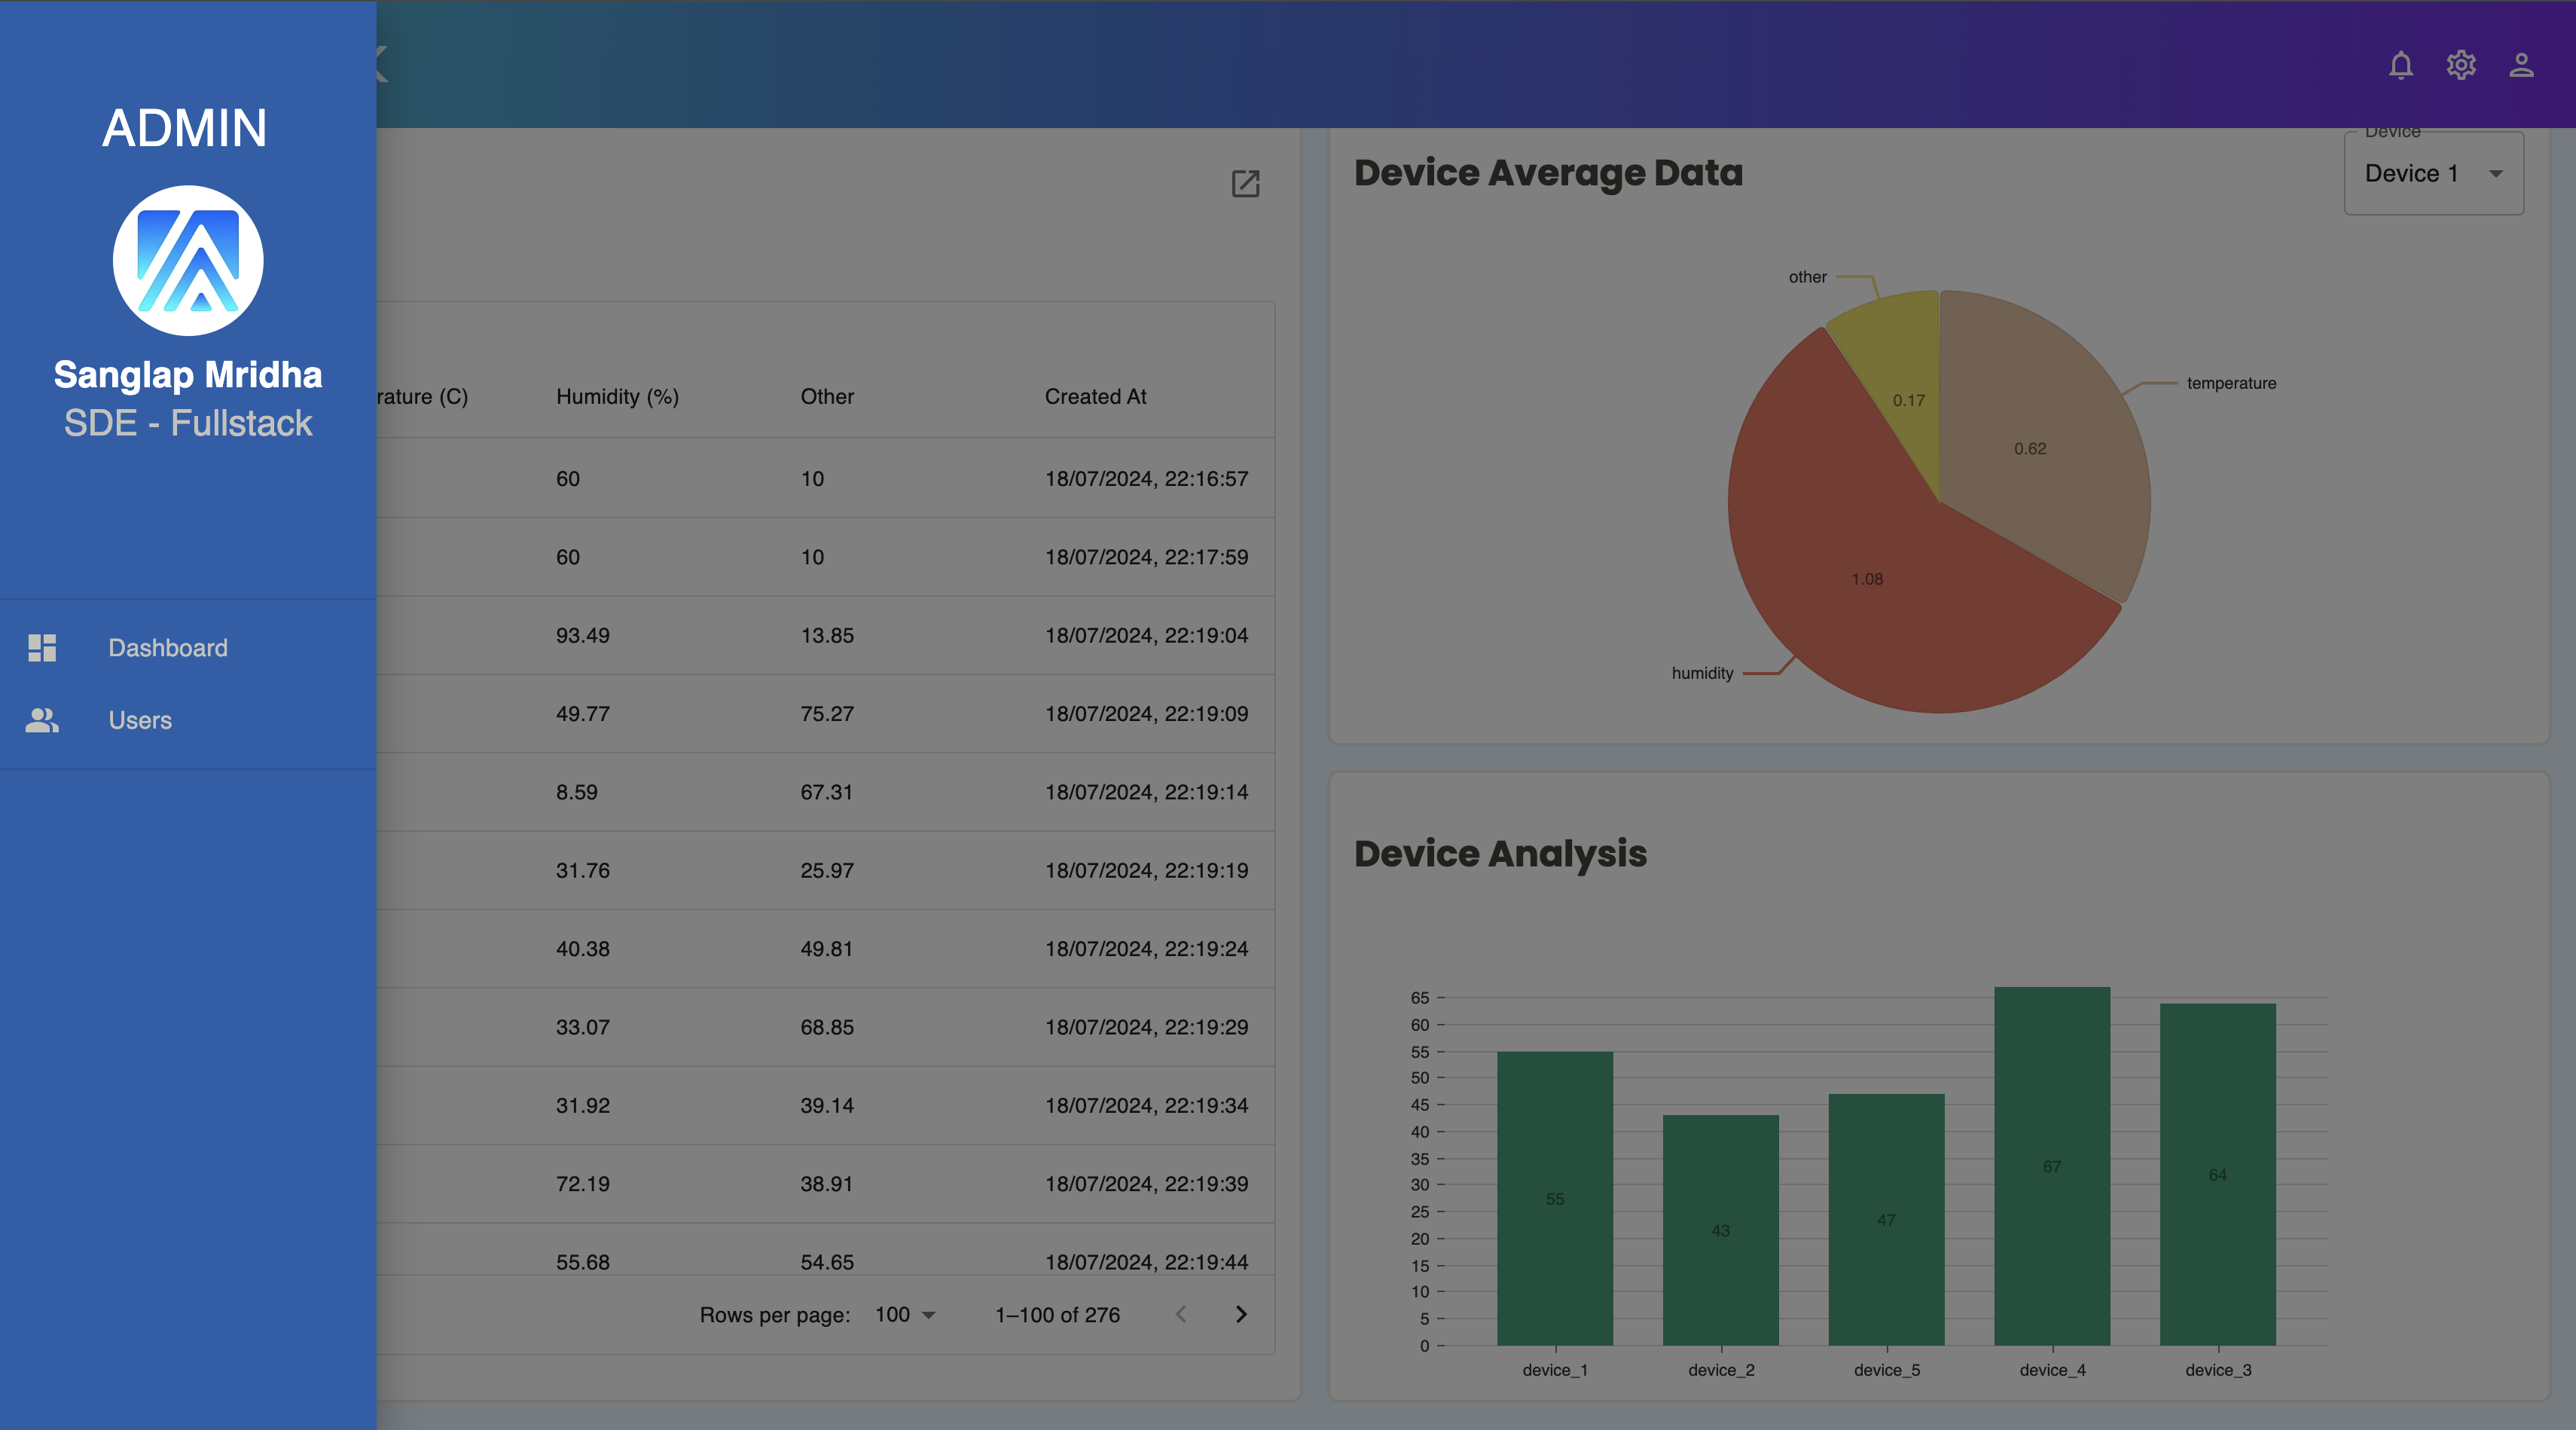 ADMIN
Sanglap Mridha
SDE - Fullstack
Dashboard
Users
rature (C) Humidity (%) Other Created At
60 10 18/07/2024, 22:16:57
60 10 18/07/2024, 22:17:59
93.49 13.85 18/07/2024, 22:19:04
49.77 75.27 18/07/2024, 22:19:09
8.59 67.31 18/07/2024, 22:19:14
31.76 25.97 18/07/2024, 22:19:19
40.38 49.81 18/07/2024, 22:19:24
33.07 68.85 18/07/2024, 22:19:29
31.92 39.14 18/07/2024, 22:19:34
72.19 38.91 18/07/2024, 22:19:39
55.68 54.65 18/07/2024, 22:19:44
Rows per page: 100 1–100 of 276
Device Average Data
Device
Device 1
other
0.17
temperature
0.62
1.08
humidity
Device Analysis
65
60
55
50
45
40
35
30
25
20
15
10
5
0
55 43 47 67 64
device_1 device_2 device_5 device_4 device_3